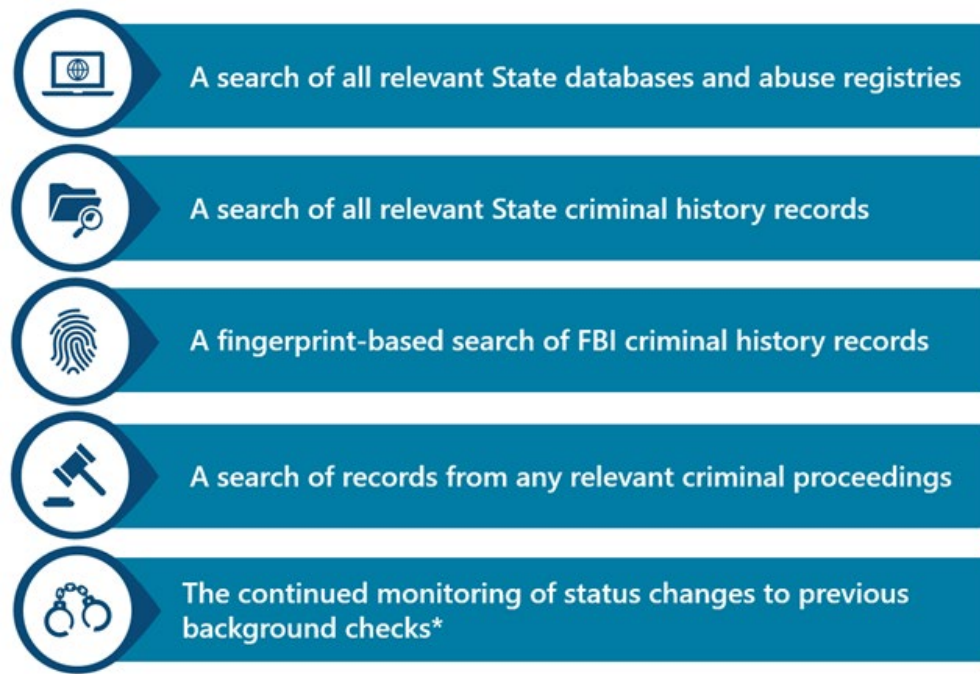 A search of all relevant State databases and abuse registries
A search of all relevant State criminal history records
A fingerprint-based search of FBI criminal history records
A search of records from any relevant criminal proceedings
The continued monitoring of status changes to previous
background checks*